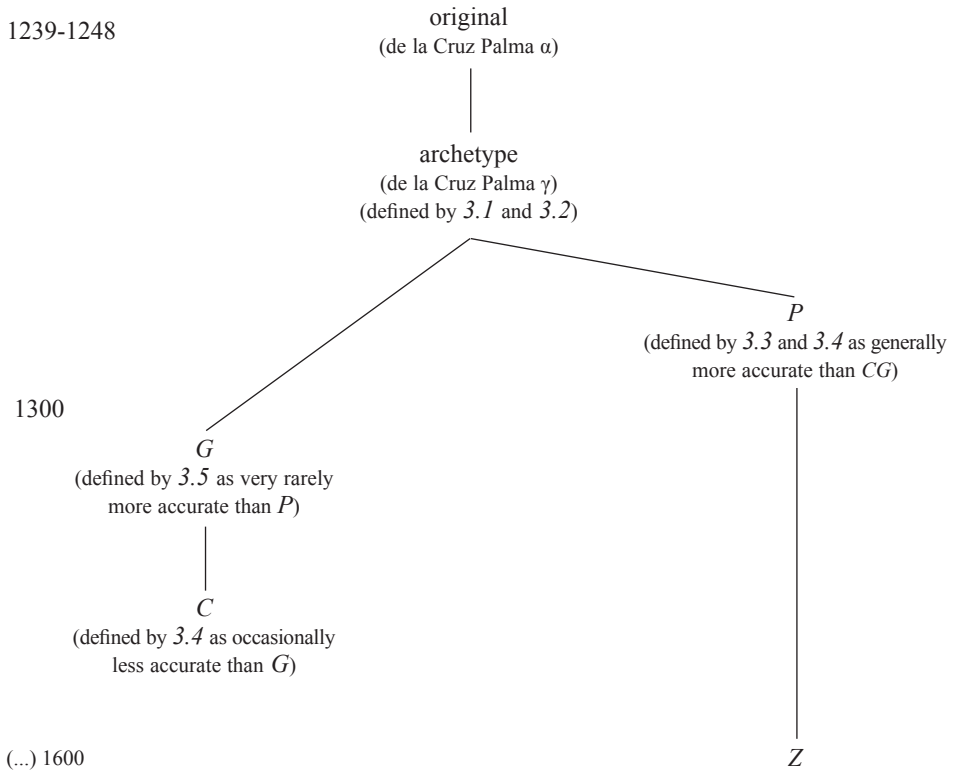 1239-1248
original
(de la Cruz Palma α)
archetype
(de la Cruz Palma γ)
(defined by 3.1 and 3.2)
P
(defined by 3.3 and 3.4 as generally
more accurate than CG)
1300
G
(defined by 3.5 as very rarely
more accurate than P)
C
(defined by 3.4 as occasionally
less accurate than G)
(...) 1600
Z